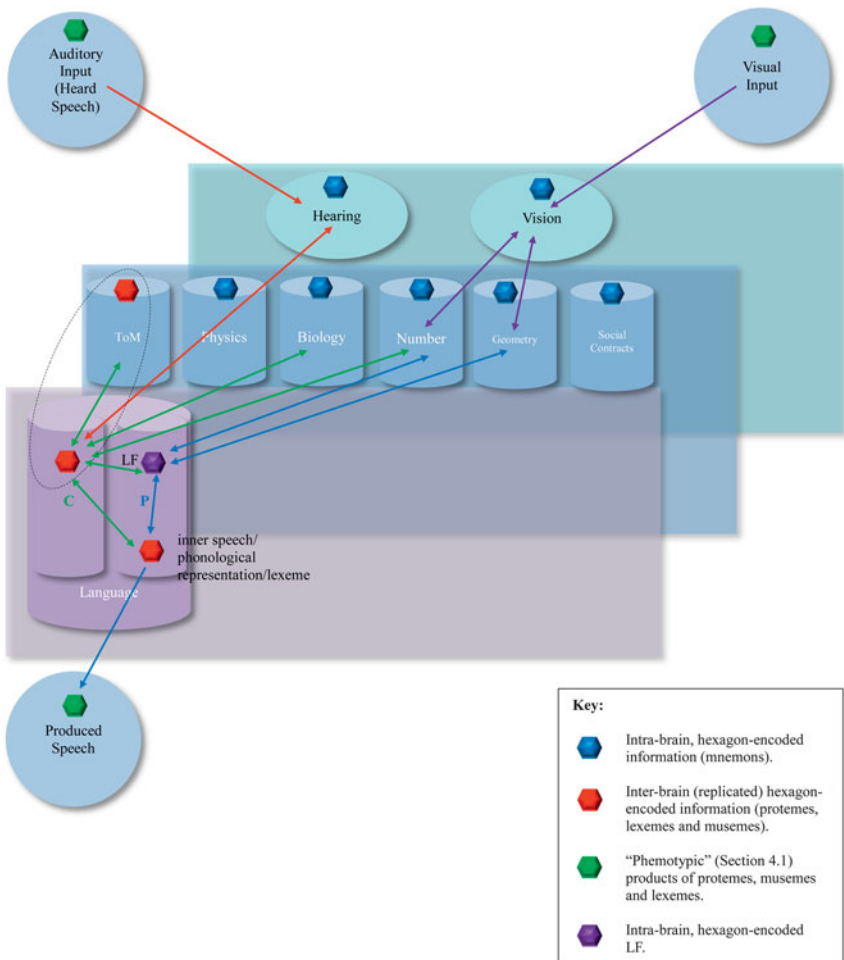 Auditory
Input
(Heard
Speech)
Visual
Input
Hearing
Vision
ToM
Physics
Biology
Number
Geometry
Social
Contracts
LF
C
P
inner speech/
phonological
representation/lexeme
Language
Produced
Speech
Key:
Intra-brain, hexagon-encoded
information (mnemons).
Inter-brain (replicated) hexagon-
encoded information (protemes,
lexemes and musemes).
“Phemotypic” (Section 4.1)
products of protemes, musemes
and lexemes.
Intra-brain, hexagon-encoded
LF.